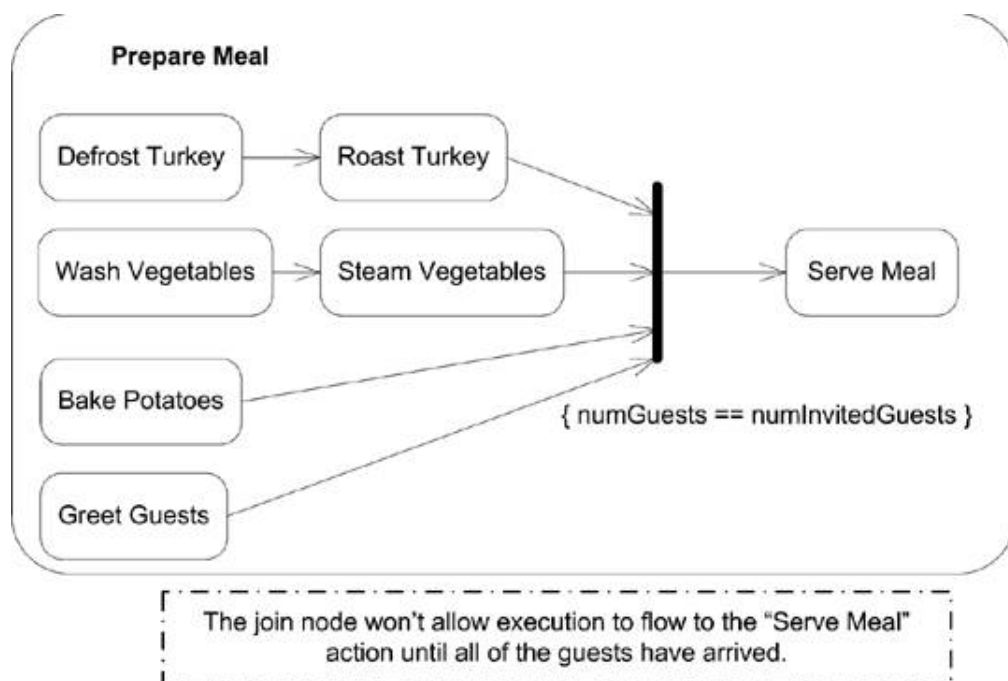 Prepare Meal
Defrost Turkey
Roast Turkey
Wash Vegetables
Steam Vegetables
Serve Meal
Bake Potatoes
{ numGuests == numInvitedGuests }
Greet Guests
The join node won't allow execution to flow to the “Serve Meal”
action until all of the guests have arrived.